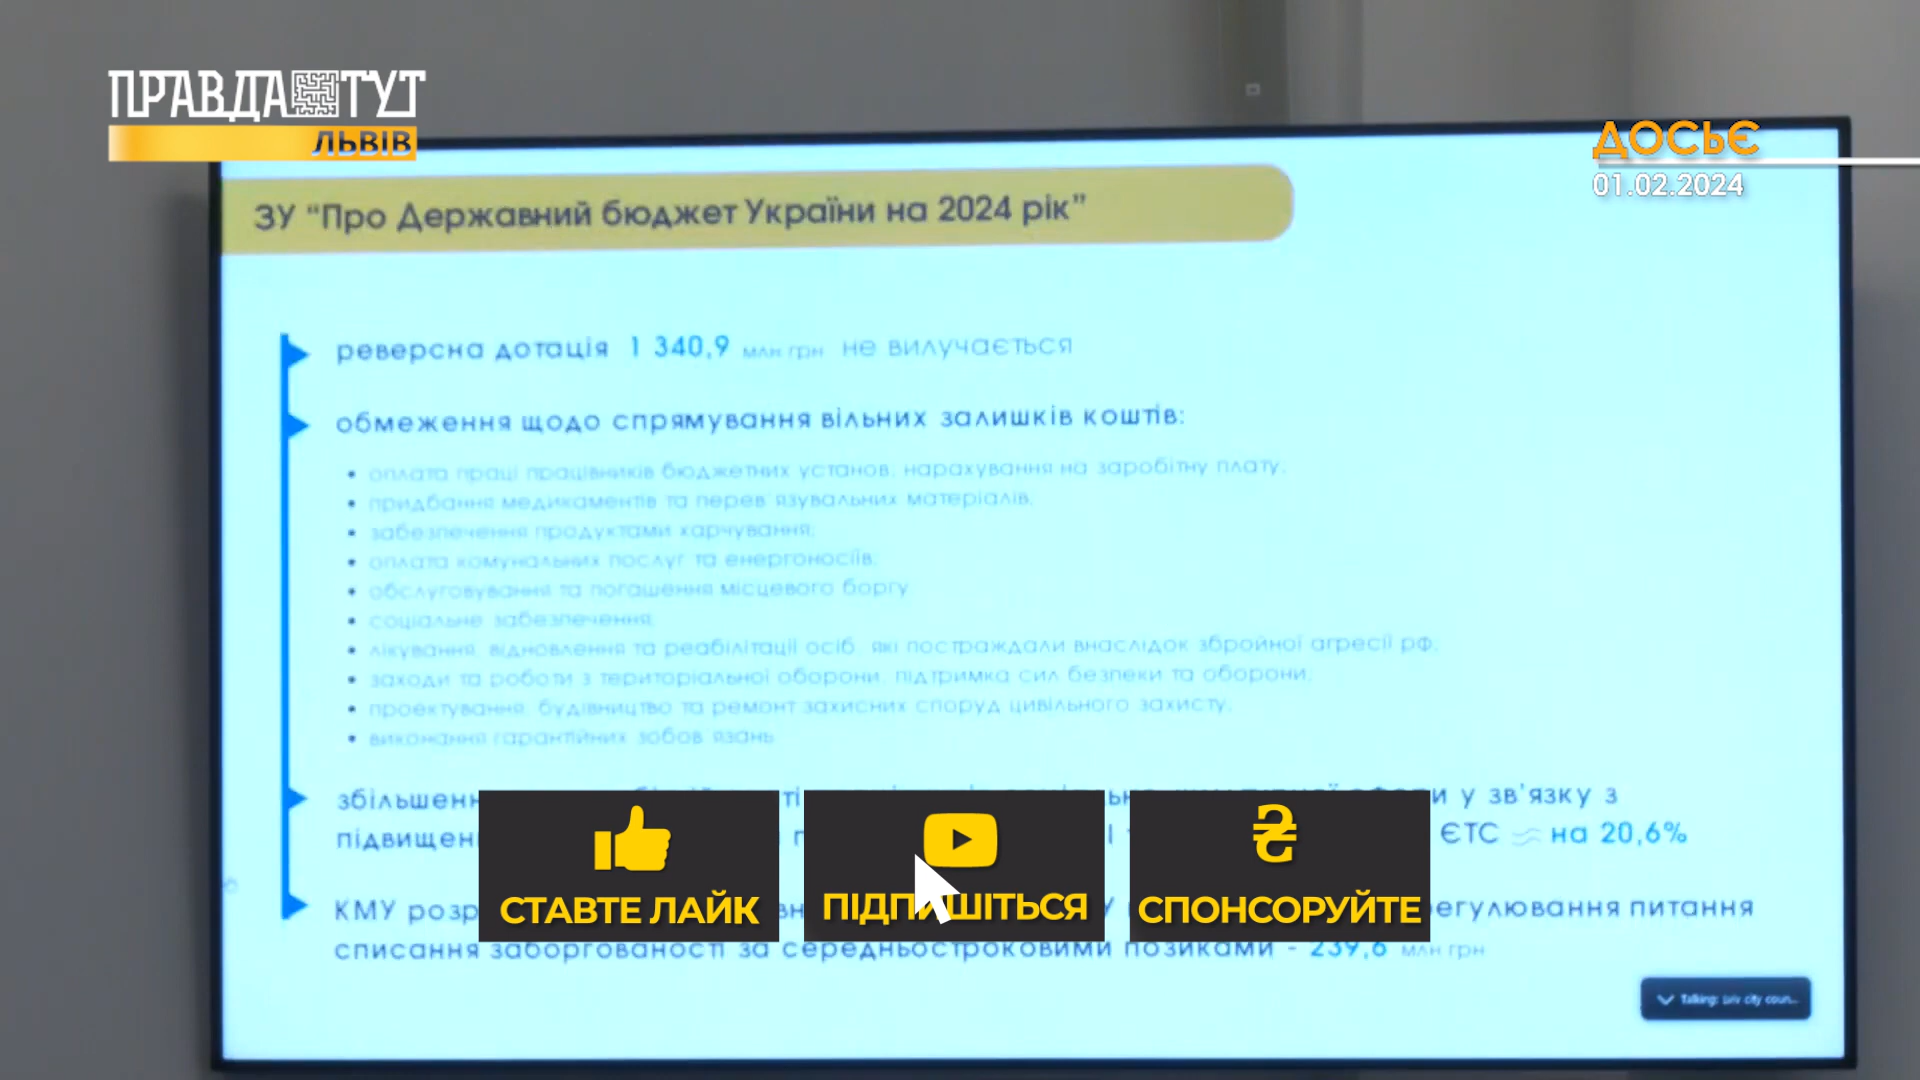 ПРАВДА ТУТ
ЛЬВІВ
ДОСЬЄ
01.02.2024
ЗУ “Про Державний бюджет України на 2024 рік”
реверсна дотація 1 340,9 млн грн не вилучається
обмеження щодо спрямування вільних залишків коштів:
• оплата праці працівників бюджетних установ, нарахування на заробітну плату,
• придбання медикаментів та перев'язувальних матеріалів,
• забезпечення продуктами харчування;
• оплата комунальних послуг та енергоносіїв;
• обслуговування та погашення місцевого боргу
• соціальне забезпечення,
• лікування, відновлення та реабілітації осіб, які постраждали внаслідок збройної агресії рф;
• заходи та роботи з територіальної оборони, підтримка сил безпеки та оборони;
• проектування, будівництво та ремонт захисних споруд цивільного захисту,
• виконання гарантійних зобов'язань
у зв'язку з
ЄТС на 20,6%
КМУ питання
списання заборгованості за середньостроковими позиками - 239,6 млн грн
СТАВТЕ ЛАЙК
ПІДПИШІТЬСЯ
СПОНСОРУЙТЕ
Talking: Lviv city coun...